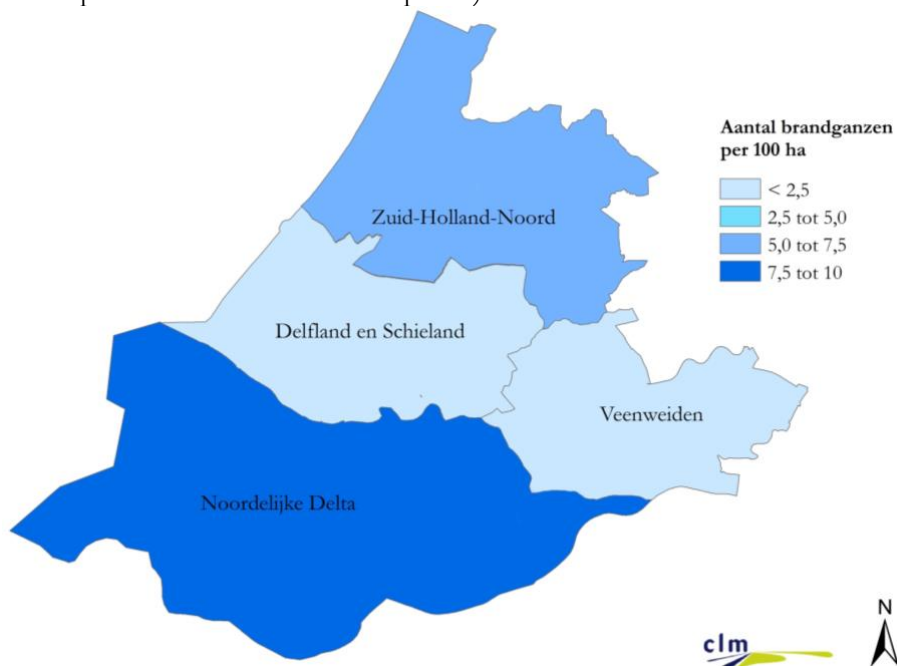 Aantal brandganzen
per 100 ha
< 2,5
2,5 tot 5,0
5,0 tot 7,5
7,5 tot 10
Zuid-Holland-Noord
Delfland en Schieland
Veenweiden
Noordelijke Delta
clm
N